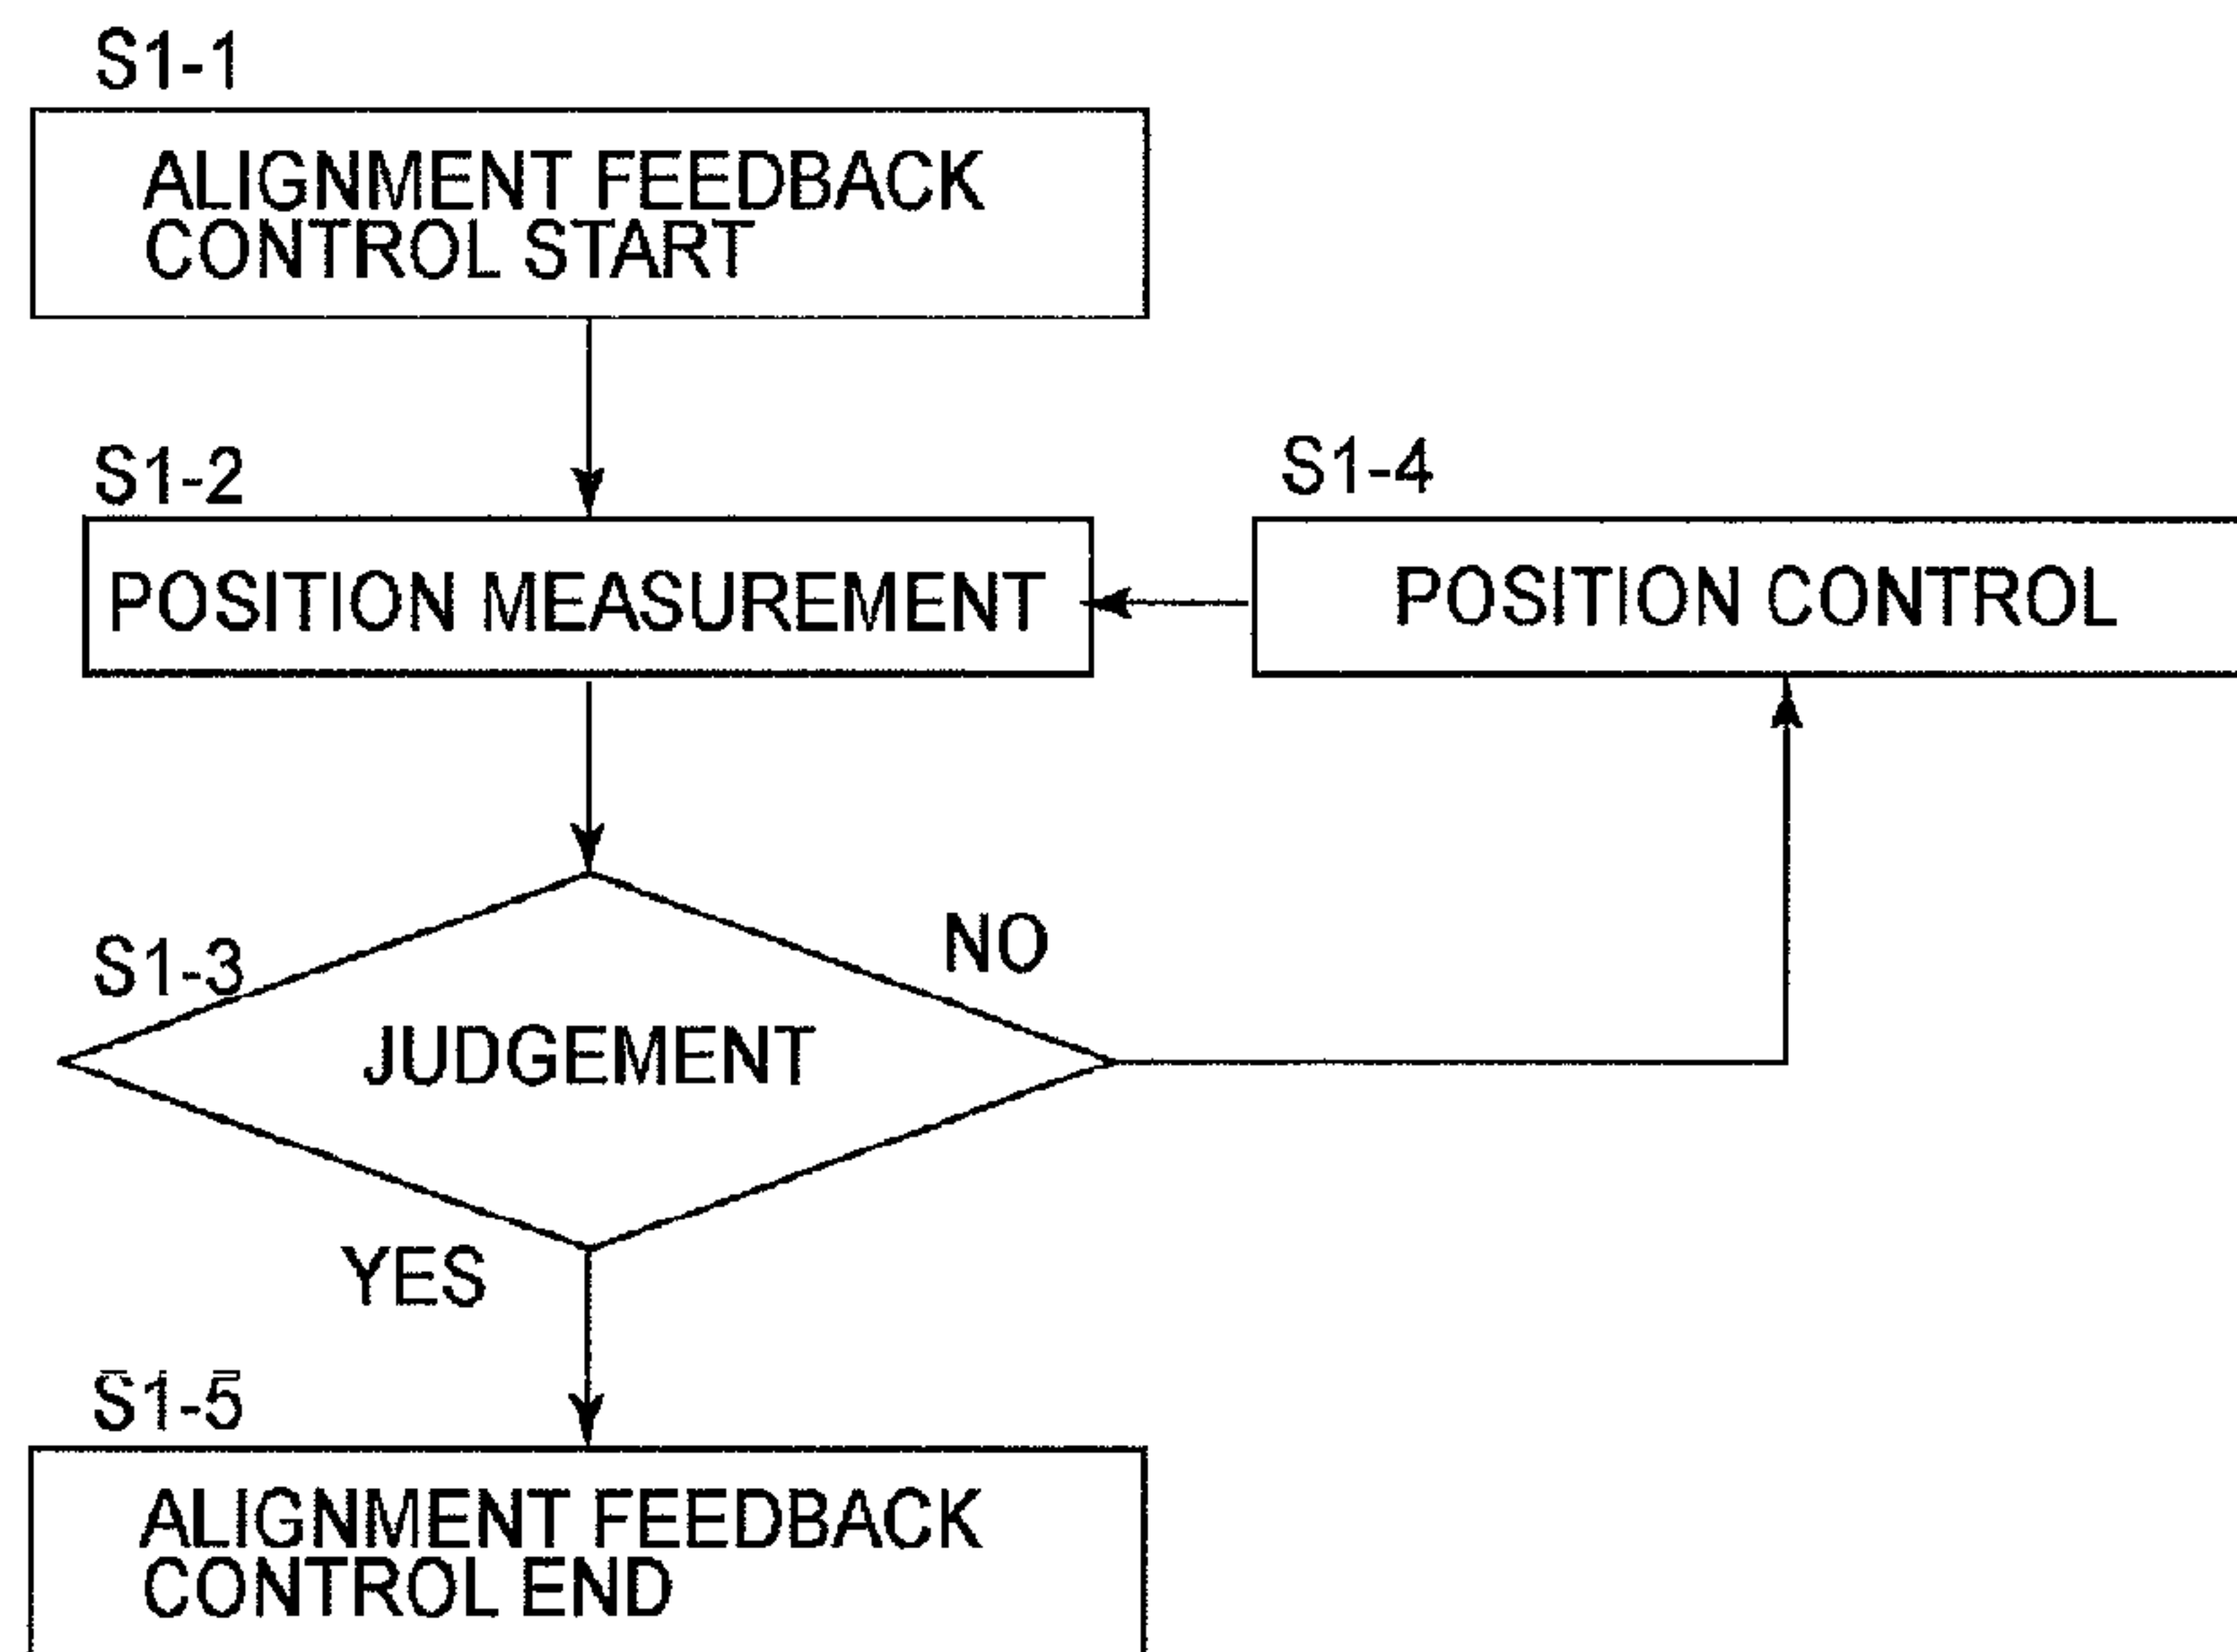 S1-1
ALIGNMENT FEEDBACK
CONTROL START
S1-2
POSITION MEASUREMENT
S1-4
POSITION CONTROL
S1-3
JUDGEMENT
NO
YES
S1-5
ALIGNMENT FEEDBACK
CONTROL END